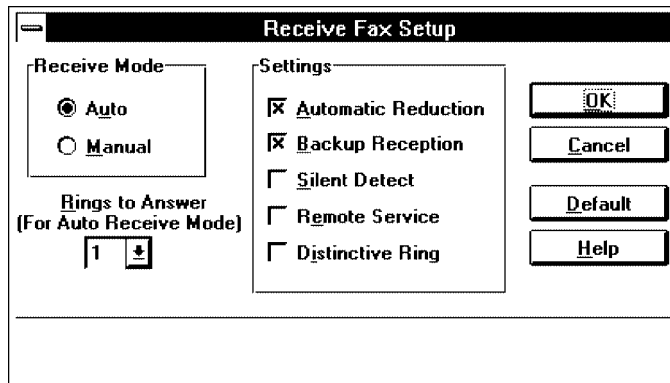 Receive Fax Setup
Receive Mode
Auto
Manual
Rings to Answer
(For Auto Receive Mode)
1
Settings
Automatic Reduction
Backup Reception
Silent Detect
Remote Service
Distinctive Ring
OK
Cancel
Default
Help